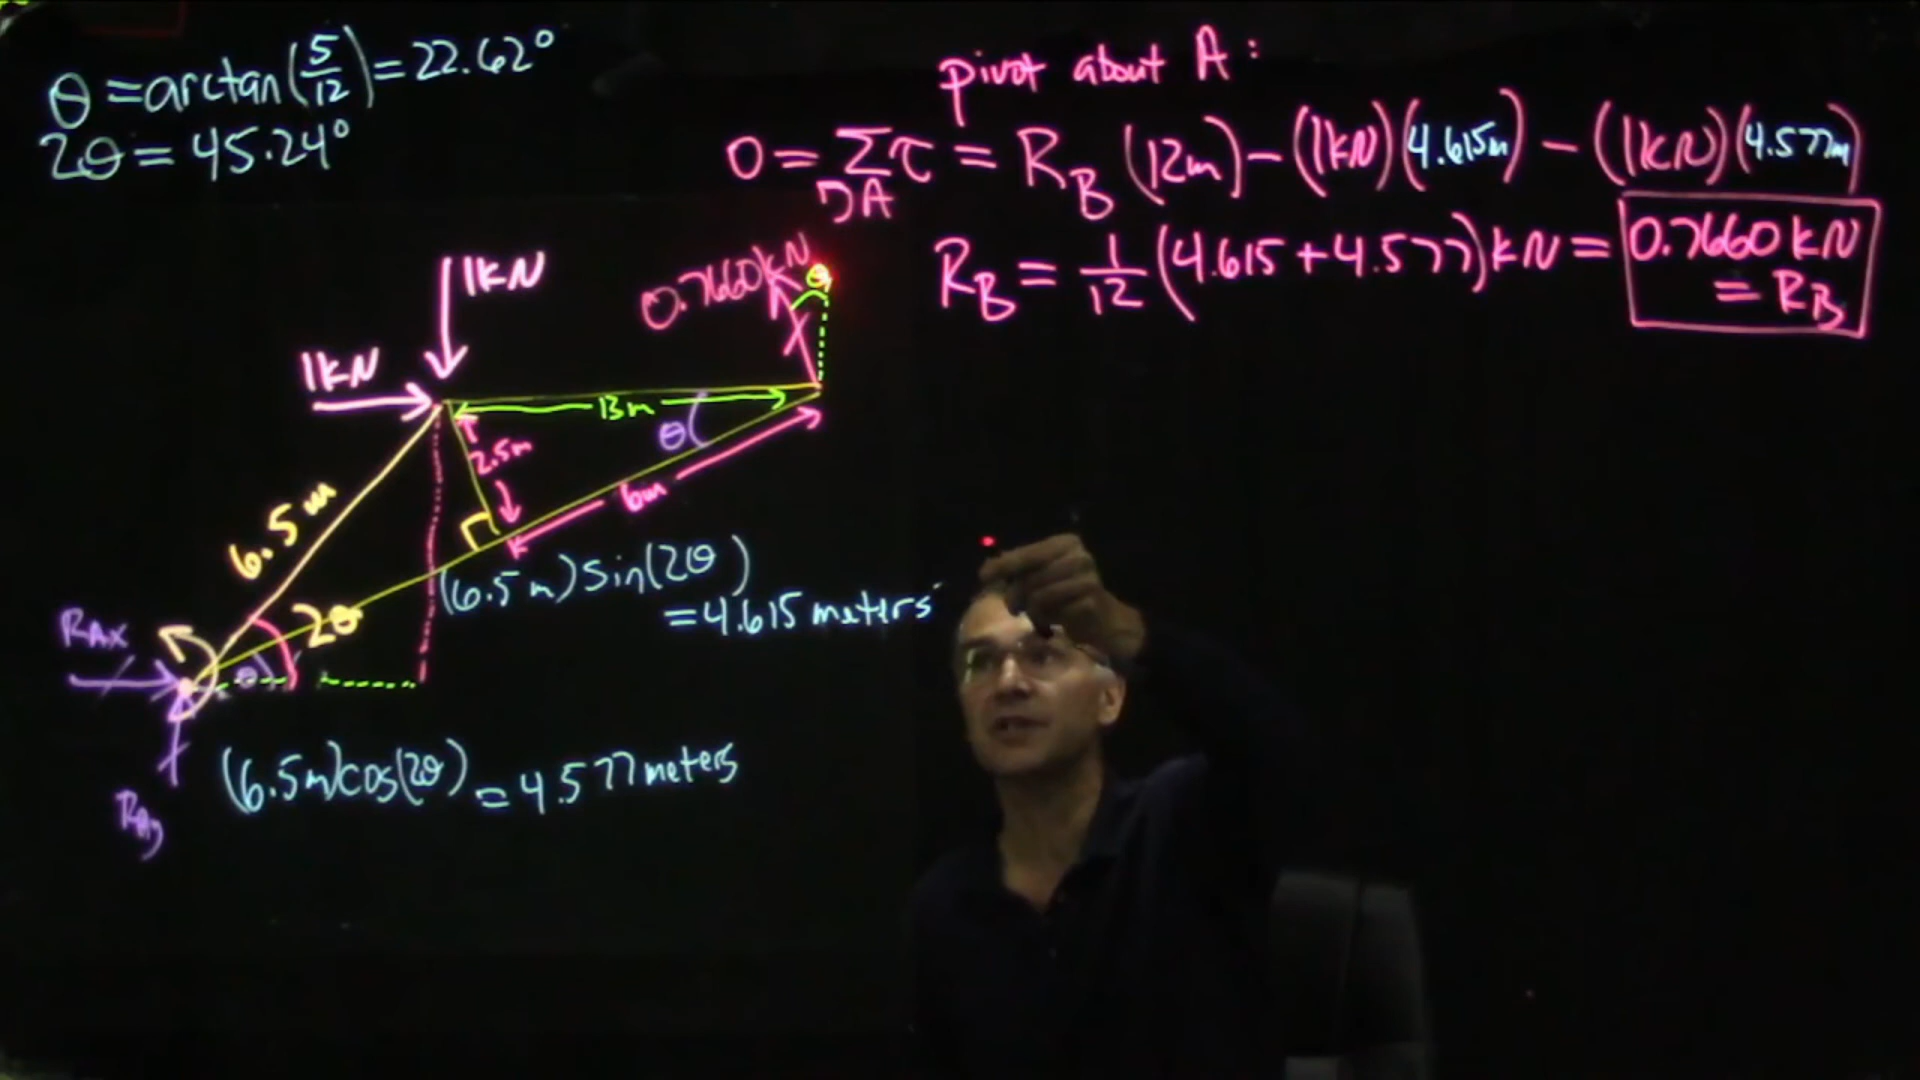 θ = arctan(5/12) = 22.62°
2θ = 45.24°
pivot about A:
0 = Σ τ = R_B (12m) - (1kN)(4.615m) - (1kN)(4.577m)
A
R_B = 1/12 (4.615 + 4.577) kN = 0.7660 kN
= R_B
1kN
0.7660kN
θ
1kN
13m
θ
2.5m
6m
6.5m
(6.5m) sin(2θ)
= 4.615 meters
R_Ax
2θ
θ
(6.5m)cos(2θ) = 4.577 meters
R_Ay